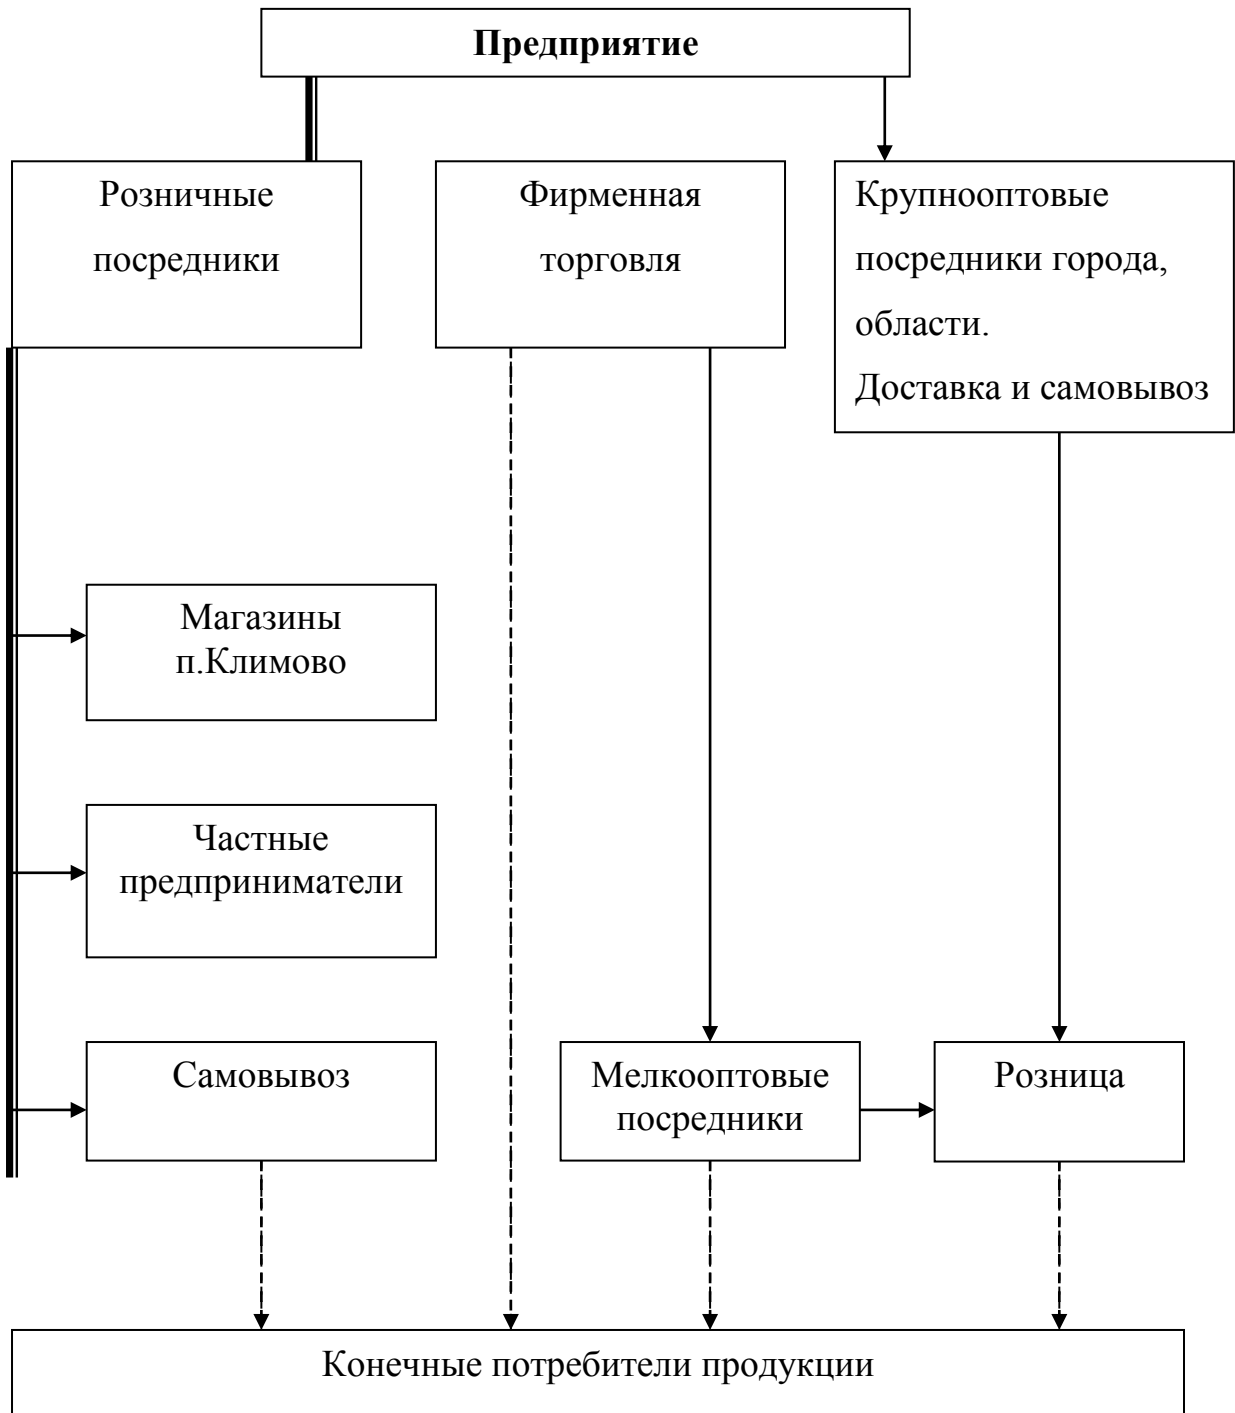 Предприятие
Розничные
посредники
Фирменная
торговля
Крупнооптовые
посредники города,
области.
Доставка и самовывоз
Магазины
п.Климово
Частные
предприниматели
Самовывоз
Мелкооптовые
посредники
Розница
Конечные потребители продукции